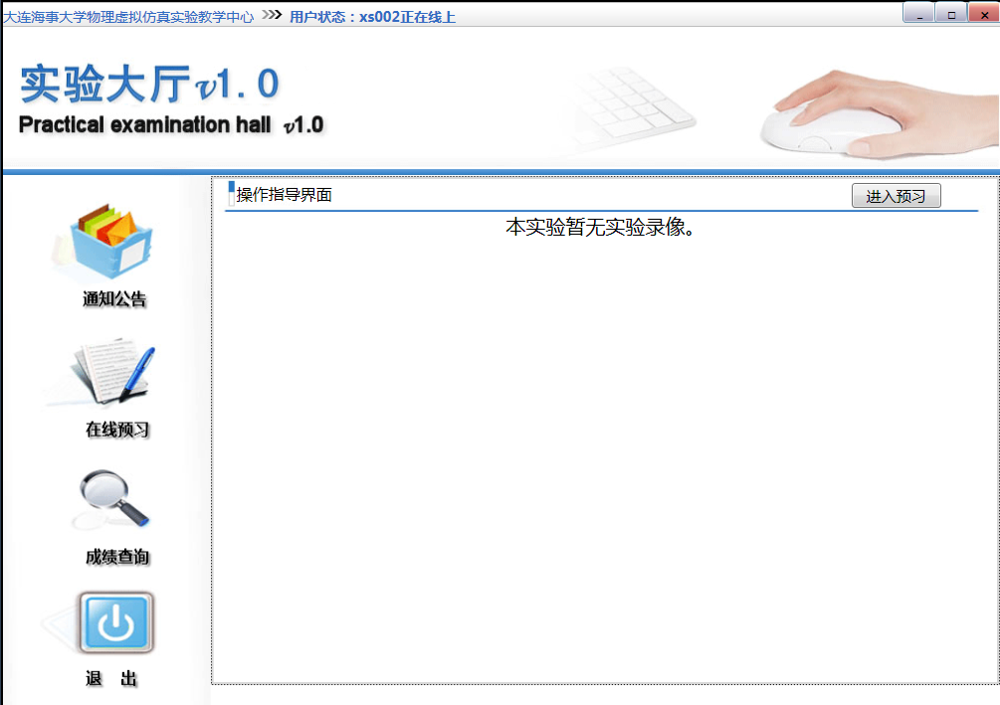 大连海事大学物理虚拟仿真实验教学中心 >>> 用户状态：xs002正在线上
实验大厅v1.0
Practical examination hall v1.0
操作指导界面
进入预习
本实验暂无实验录像。
通知公告
在线预习
成绩查询
退 出